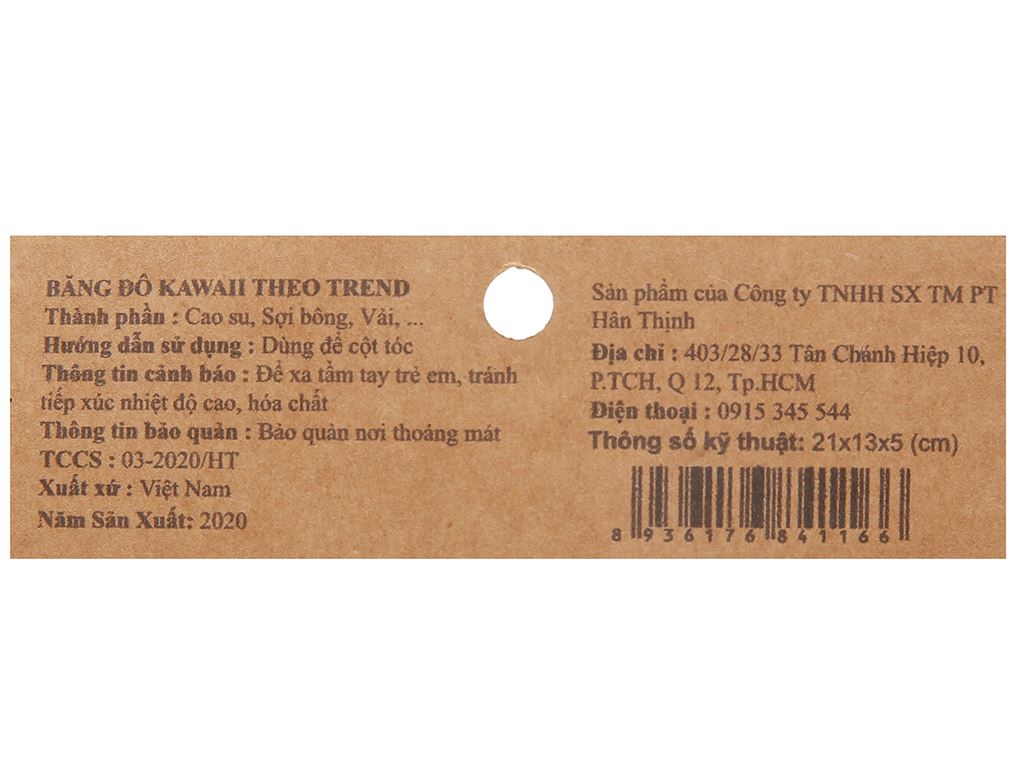 BĂNG ĐÔ KAWAII THEO TREND
Thành phần : Cao su, Sợi bông, Vải, ...
Hướng dẫn sử dụng : Dùng để cột tóc
Thông tin cảnh báo : Để xa tầm tay trẻ em, tránh
tiếp xúc nhiệt độ cao, hóa chất
Thông tin bảo quản : Bảo quản nơi thoáng mát
TCCS : 03-2020/HT
Xuất xứ : Việt Nam
Năm Sản Xuất: 2020
Sản phẩm của Công ty TNHH SX TM PT
Hân Thịnh
Địa chỉ : 403/28/33 Tân Chánh Hiệp 10,
P.TCH, Q 12, Tp.HCM
Điện thoại : 0915 345 544
Thông số kỹ thuật: 21x13x5 (cm)
8 936176 841166